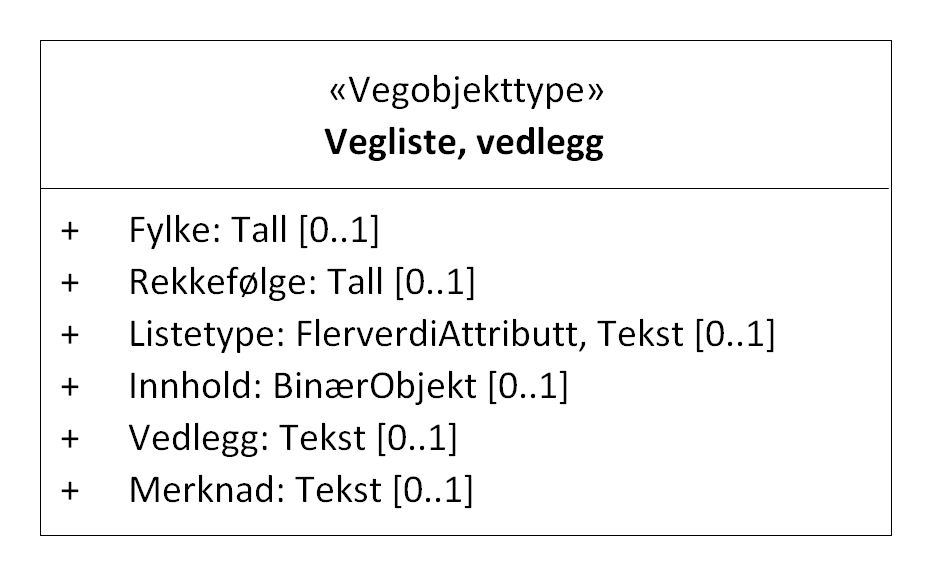 «Vegobjekttype»
Vegliste, vedlegg
+ Fylke: Tall [0..1]
+ Rekkefølge: Tall [0..1]
+ Listetype: FlerverdiAttributt, Tekst [0..1]
+ Innhold: BinærObjekt [0..1]
+ Vedlegg: Tekst [0..1]
+ Merknad: Tekst [0..1]